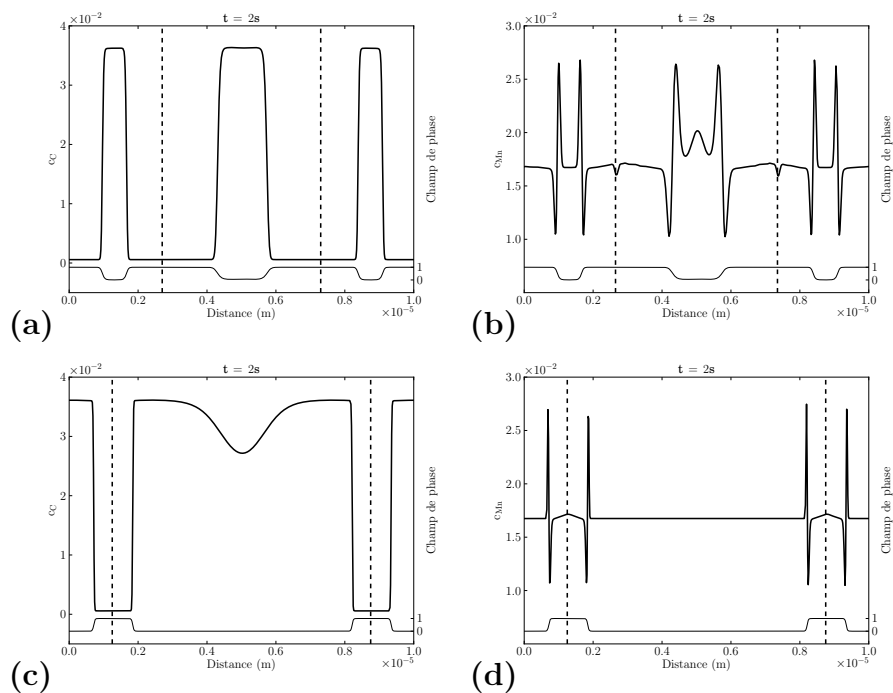 t = 2s
×10⁻²
4
3
2
1
0
c_C
Champ de phase
1
0
0.0 0.2 0.4 0.6 0.8 1.0
Distance (m)
×10⁻⁵
(a)
t = 2s
×10⁻²
3.0
2.5
2.0
1.5
1.0
c_Mn
Champ de phase
1
0
0.0 0.2 0.4 0.6 0.8 1.0
Distance (m)
×10⁻⁵
(b)
t = 2s
×10⁻²
4
3
2
1
0
c_C
Champ de phase
1
0
0.0 0.2 0.4 0.6 0.8 1.0
Distance (m)
×10⁻⁵
(c)
t = 2s
×10⁻²
3.0
2.5
2.0
1.5
1.0
c_Mn
Champ de phase
1
0
0.0 0.2 0.4 0.6 0.8 1.0
Distance (m)
×10⁻⁵
(d)